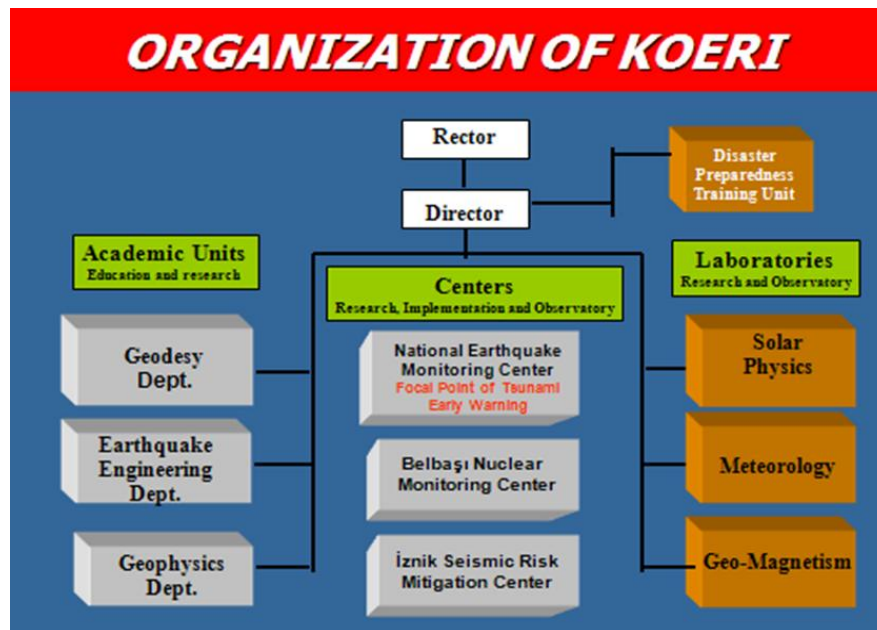 ORGANIZATION OF KOERI
Rector
Director
Disaster
Preparedness
Training Unit
Academic Units
Education and research
Geodesy
Dept.
Earthquake
Engineering
Dept.
Geophysics
Dept.
Centers
Research, Implementation and Observatory
National Earthquake
Monitoring Center
Focal Point of Tsunami
Early Warning
Belbaşı Nuclear
Monitoring Center
İznik Seismic Risk
Mitigation Center
Laboratories
Research and Observatory
Solar
Physics
Meteorology
Geo-Magnetism